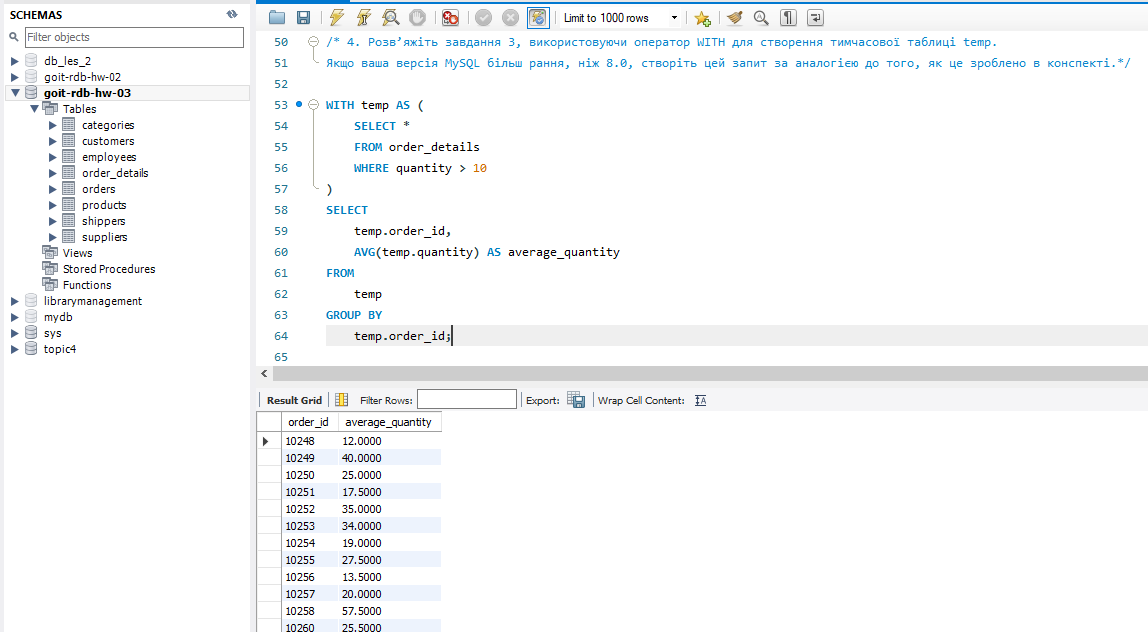 SCHEMAS
Filter objects
db_les_2
goit-rdb-hw-02
goit-rdb-hw-03
Tables
categories
customers
employees
order_details
orders
products
shippers
suppliers
Views
Stored Procedures
Functions
librarymanagement
mydb
sys
topic4
Limit to 1000 rows
50 /* 4. Розв’яжіть завдання 3, використовуючи оператор WITH для створення тимчасової таблиці temp.
51 Якщо ваша версія MySQL більш рання, ніж 8.0, створіть цей запит за аналогією до того, як це зроблено в конспекті.*/
52
53 WITH temp AS (
54 SELECT *
55 FROM order_details
56 WHERE quantity > 10
57 )
58 SELECT
59 temp.order_id,
60 AVG(temp.quantity) AS average_quantity
61 FROM
62 temp
63 GROUP BY
64 temp.order_id;
65
Result Grid Filter Rows: Export: Wrap Cell Content:
order_id average_quantity
10248 12.0000
10249 40.0000
10250 25.0000
10251 17.5000
10252 35.0000
10253 34.0000
10254 19.0000
10255 27.5000
10256 13.5000
10257 20.0000
10258 57.5000
10260 25.5000